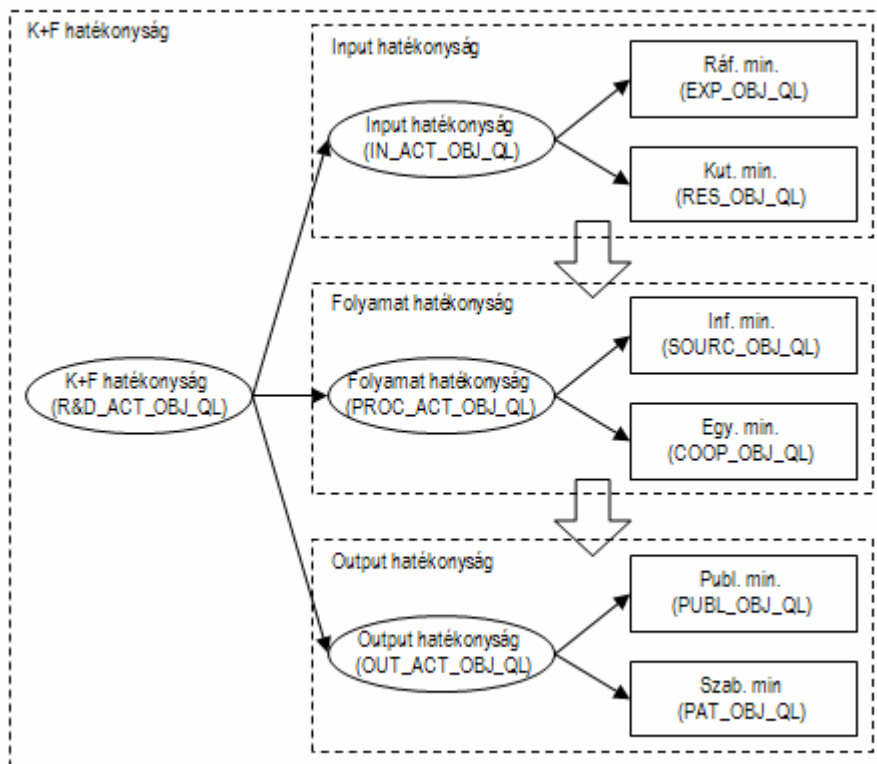 K+F hatékonyság
Input hatékonyság
Ráf. min.
(EXP_OBJ_QL)
Input hatékonyság
(IN_ACT_OBJ_QL)
Kut. min.
(RES_OBJ_QL)
Folyamat hatékonyság
Inf. min.
(SOURC_OBJ_QL)
K+F hatékonyság
(R&D_ACT_OBJ_QL)
Folyamat hatékonyság
(PROC_ACT_OBJ_QL)
Egy. min.
(COOP_OBJ_QL)
Output hatékonyság
Publ. min.
(PUBL_OBJ_QL)
Output hatékonyság
(OUT_ACT_OBJ_QL)
Szab. min
(PAT_OBJ_QL)